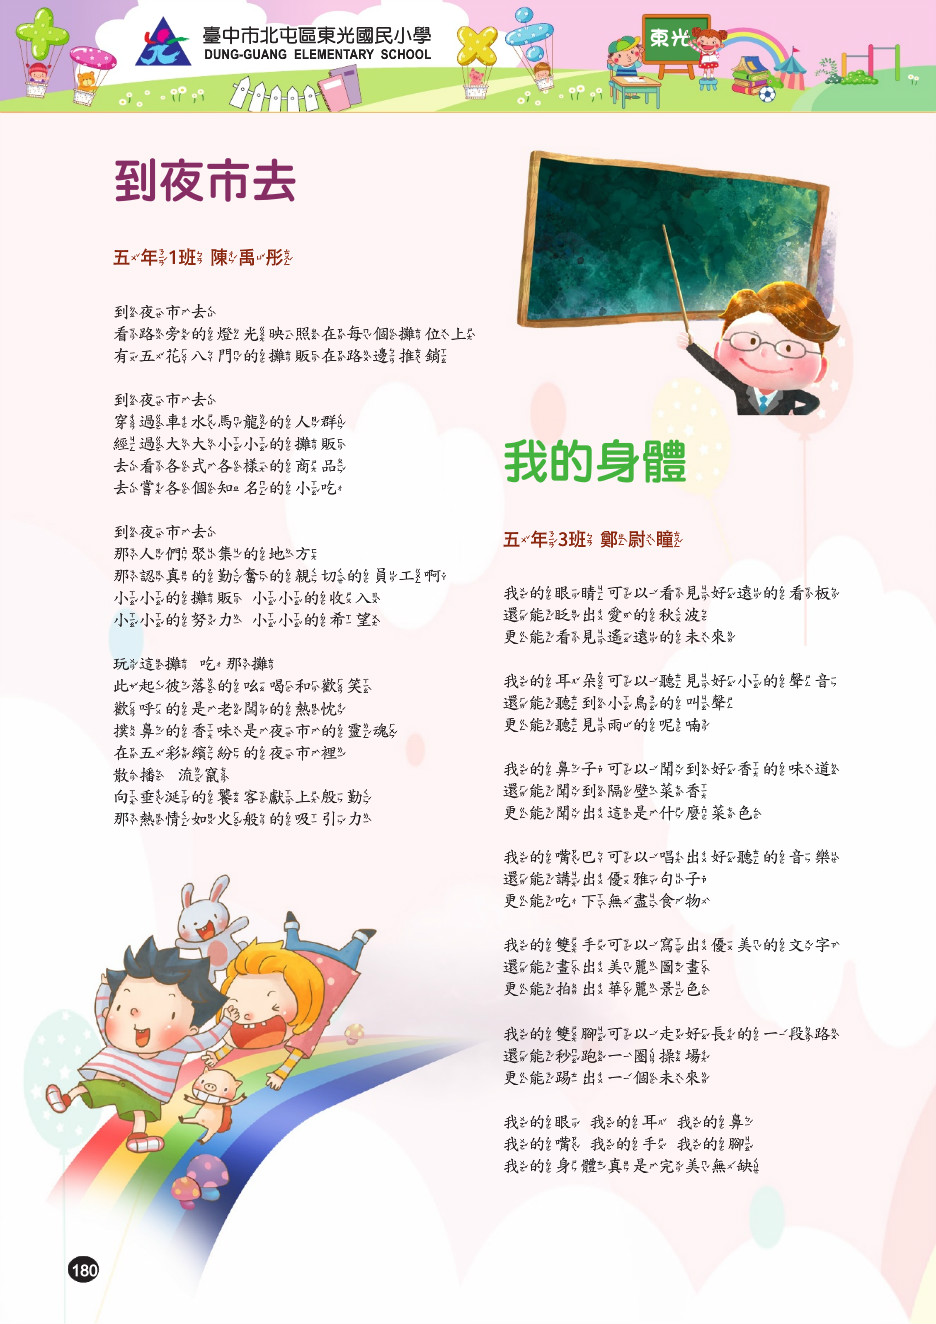 臺中市北屯區東光國民小學
DUNG-GUANG ELEMENTARY SCHOOL
東光
到夜市去
五年1班 陳禹彤
到夜市去
看路旁的燈光映照在每個攤位上
有五花八門的攤販在路邊推銷
到夜市去
穿過車水馬龍的人群
經過大大小小的攤販
去看各式各樣的商品
去嘗各個知名的小吃
到夜市去
那人們聚集的地方
那認真的勤奮的親切的員工啊
小小的攤販 小小的收入
小小的努力 小小的希望
玩這攤 吃那攤
此起彼落的吆喝和歡笑
歡呼的是老闆的熱忱
撲鼻的香味是夜市的靈魂
在五彩繽紛的夜市裡
散播 流竄
向垂涎的饕客獻上殷勤
那熱情如火般的吸引力
我的身體
五年3班 鄭尉瞳
我的眼睛可以看見好遠的看板
還能眨出愛的秋波
更能看見遙遠的未來
我的耳朵可以聽見好小的聲音
還能聽到小鳥的叫聲
更能聽見雨的呢喃
我的鼻子可以聞到好香的味道
還能聞到隔壁菜香
更能聞出這是什麼菜色
我的嘴巴可以唱出好聽的音樂
還能講出優雅句子
更能吃下無盡食物
我的雙手可以寫出優美的文字
還能畫出美麗圖畫
更能拍出華麗景色
我的雙腳可以走好長的一段路
還能秒跑一圈操場
更能踢出一個未來
我的眼 我的耳 我的鼻
我的嘴 我的手 我的腳
我的身體真是完美無缺
180